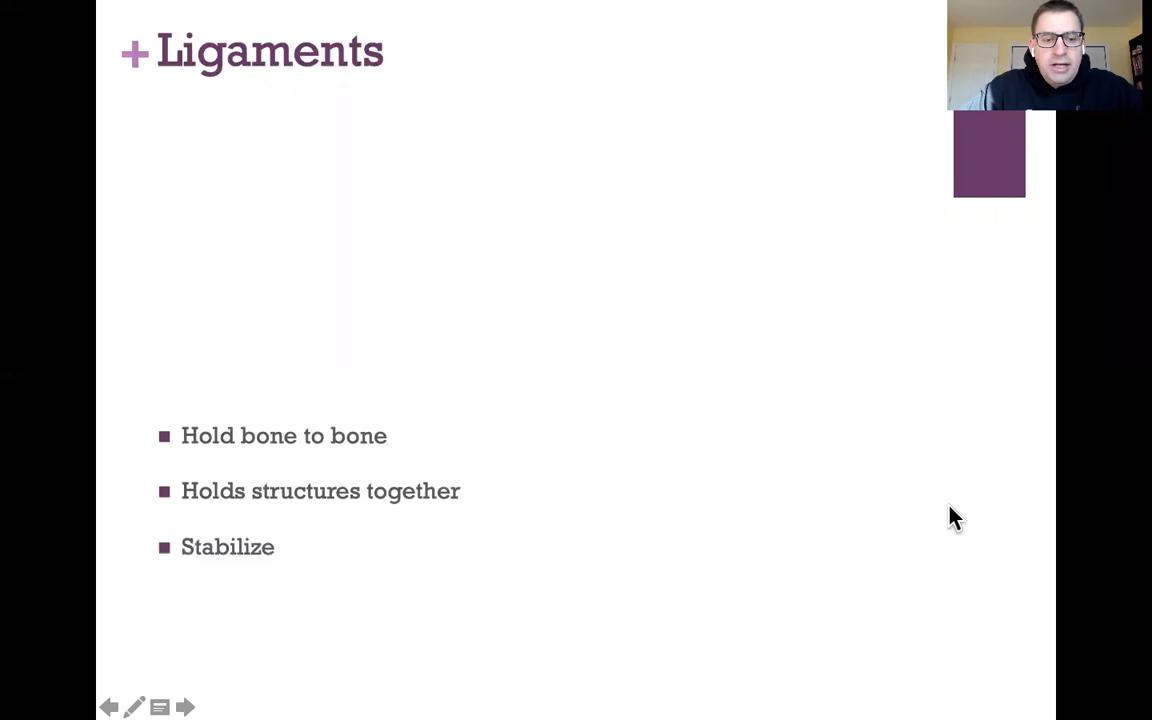 + Ligaments
Hold bone to bone
Holds structures together
Stabilize